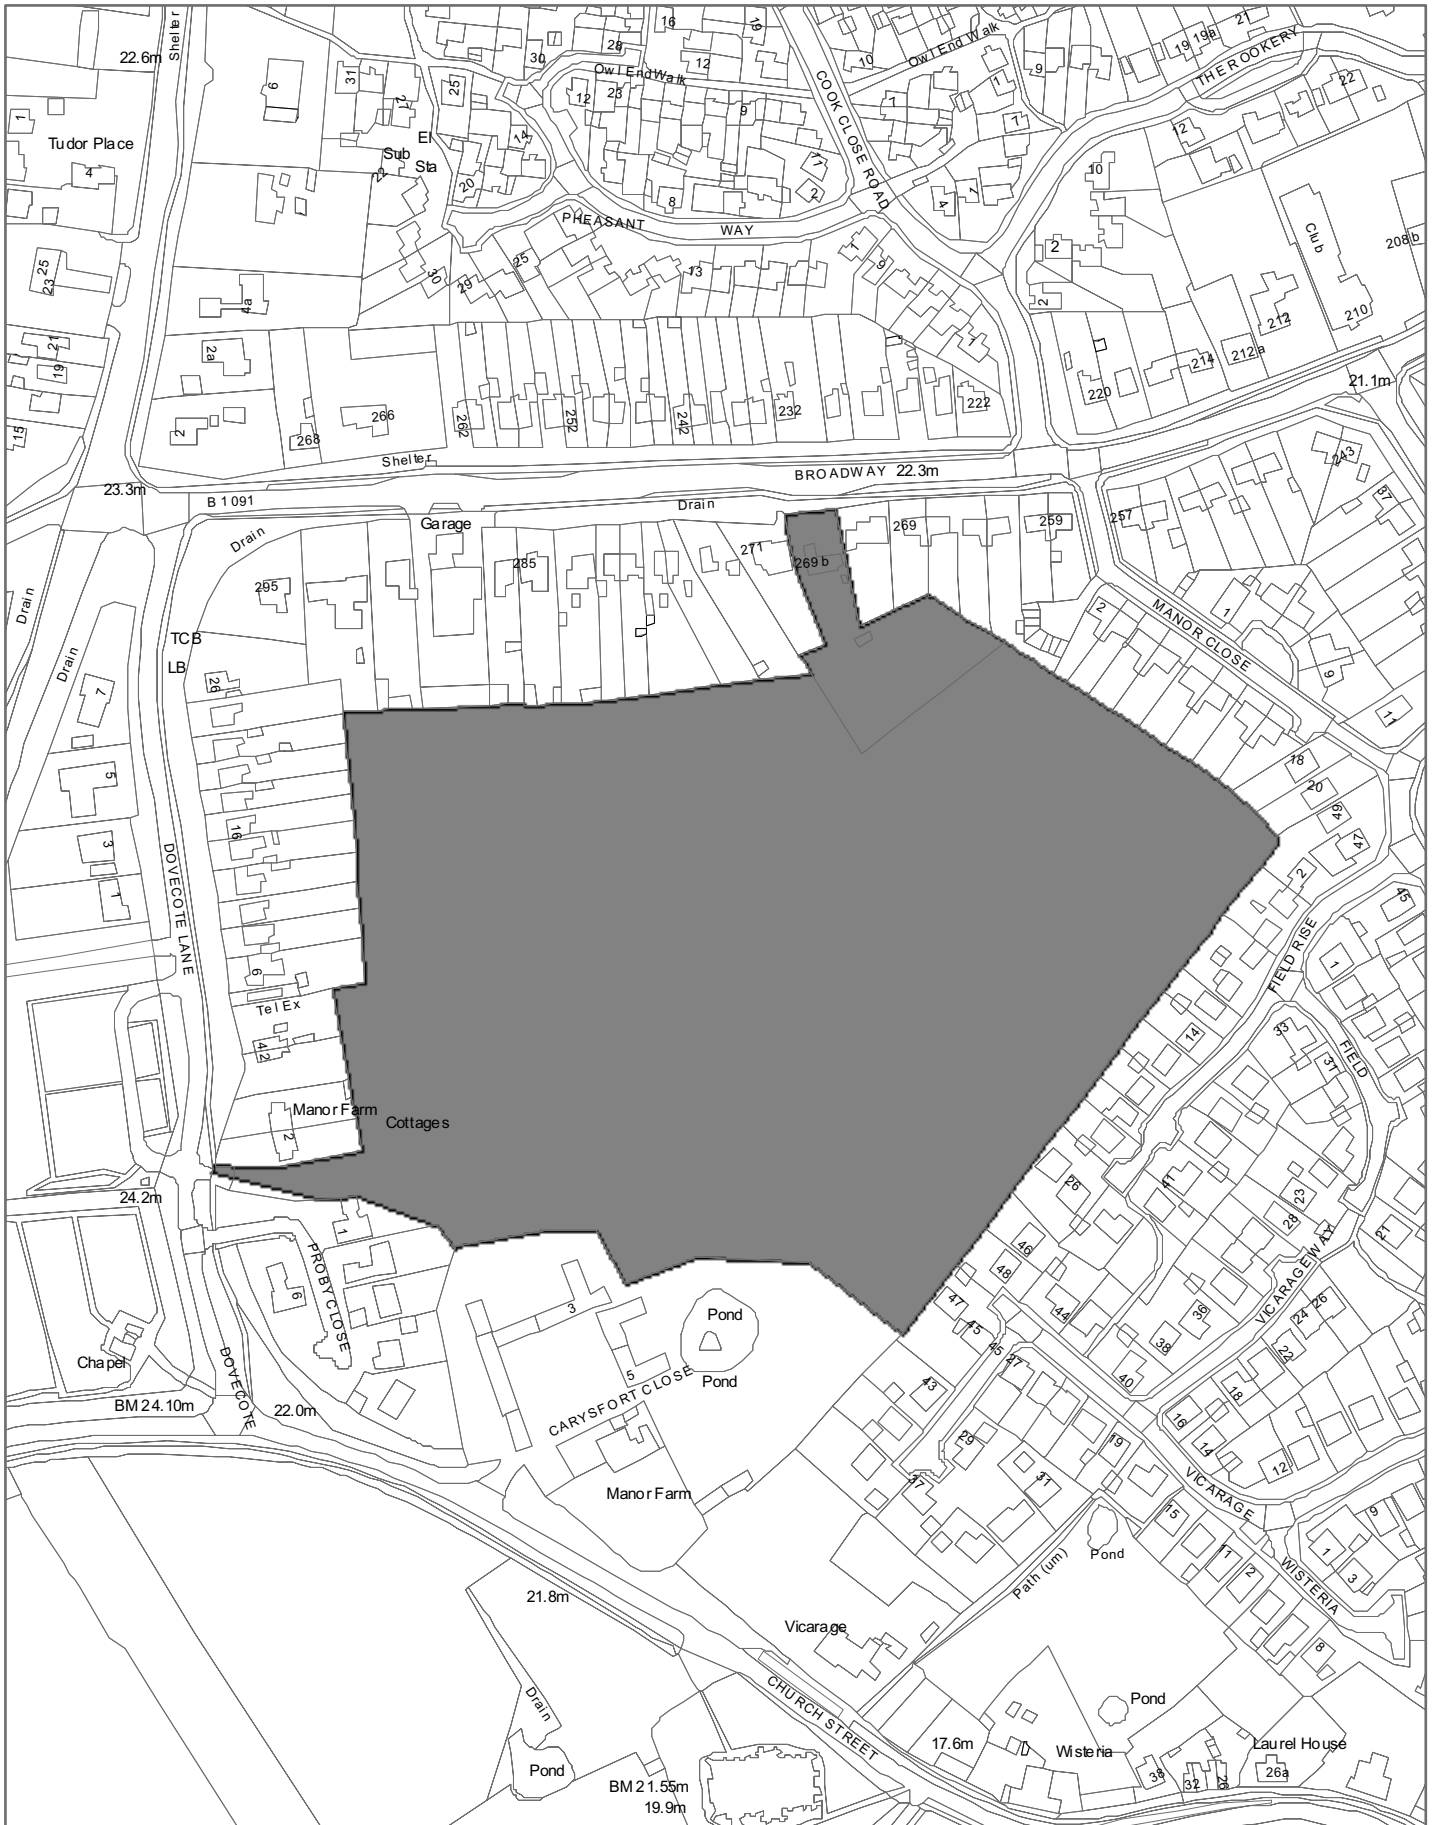 Shelter
22.6m
6
31
27
25
30
28
16
19
12
Owl End Walk
12
23
9
COOK CLOSE ROAD
10
Owl End Walk
1
9
7
7
19
19a
21
THE ROOKERY
22
12
10
1
Tudor Place
4
El
Sub
Sta
22
14
20
8
17
2
4
1
PHEASANT
WAY
2
Club
208b
23 25
30
29
25
13
1
9
4a
2
212
210
21
19
2a
1
214
212a
220
21.1m
15
2
268
266
262
252
242
232
222
Shelter
BROADWAY
22.3m
243
23.3m
B 1091
Drain
37
Drain
Garage
271
269b
269
259
257
295
285
Drain
TCB
LB
2
MANOR CLOSE
1
9
Drain
7
26
11
5
18
20
49
47
16
3
2
1
DOVECOTE LANE
45
FIELD RISE
1
6
Tel Ex
14
33
31
FIELD
42
Manor Farm
Cottages
2
24.2m
26
41
23
28
1
46
21
PROBY CLOSE
6
48
VICARAGE WAY
3
Pond
47
45
44
36
38
24
26
22
Chapel
DOVECOTE
5
Pond
45
27
40
18
CARYSFORT CLOSE
43
BM 24.10m
22.0m
16
14
29
19
12
Manor Farm
37
31
VICARAGE
15
9
Pond
11
1
2
3
Path (um)
WISTERIA
21.8m
Vicarage
8
Drain
CHURCH STREET
Pond
17.6m
Wisteria
Laurel House
Pond
38
32
26
26a
BM 21.55m
19.9m